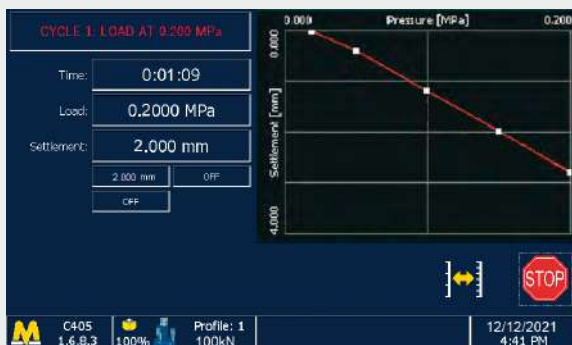 CYCLE 1: LOAD AT 0.200 MPa
Time: 0:01:09
Load: 0.2000 MPa
Settlement: 2.000 mm
2.000 mm OFF
OFF
0.000 Pressure [MPa] 0.200
0.000
Settlement [mm]
4.000
STOP
C405
1.6.8.3
100%
Profile: 1
100kN
12/12/2021
4:41 PM